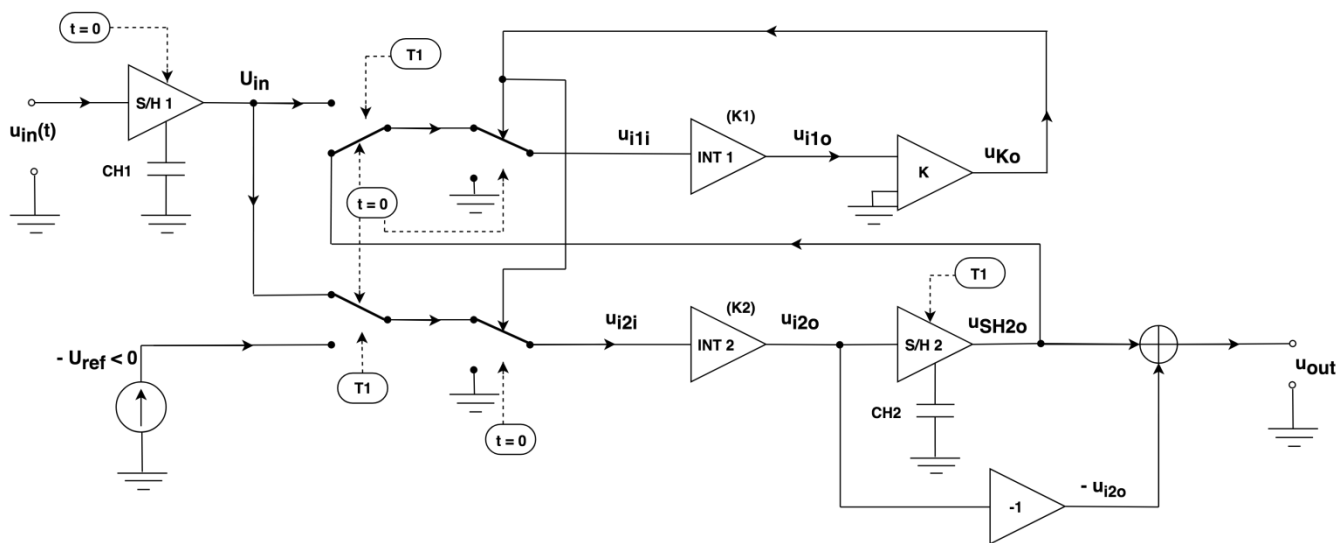 t = 0
T1
U_in
S/H 1
u_in(t)
CH1
(K1)
u_i1i
INT 1
u_i1o
K
u_Ko
t = 0
T1
(K2)
u_i2i
INT 2
u_i2o
S/H 2
u_SH2o
- U_ref < 0
T1
u_out
CH2
t = 0
-1
- u_i2o